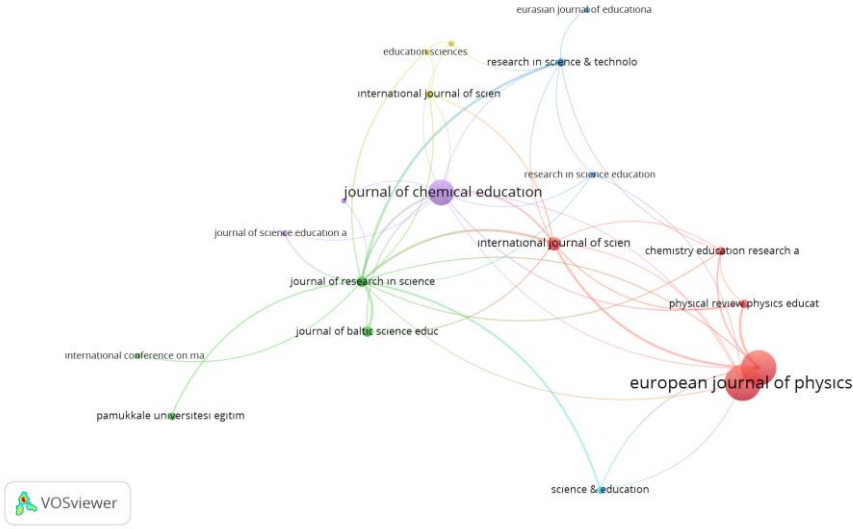 eurasian journal of educationa
education sciences
research in science & technolo
international journal of scien
research in science education
journal of chemical education
journal of science education a
international journal of scien
chemistry education research a
journal of research in science
physical review physics educat
journal of baltic science educ
international conference on ma
european journal of physics
pamukkale universitesi egitim
science & education
VOSviewer